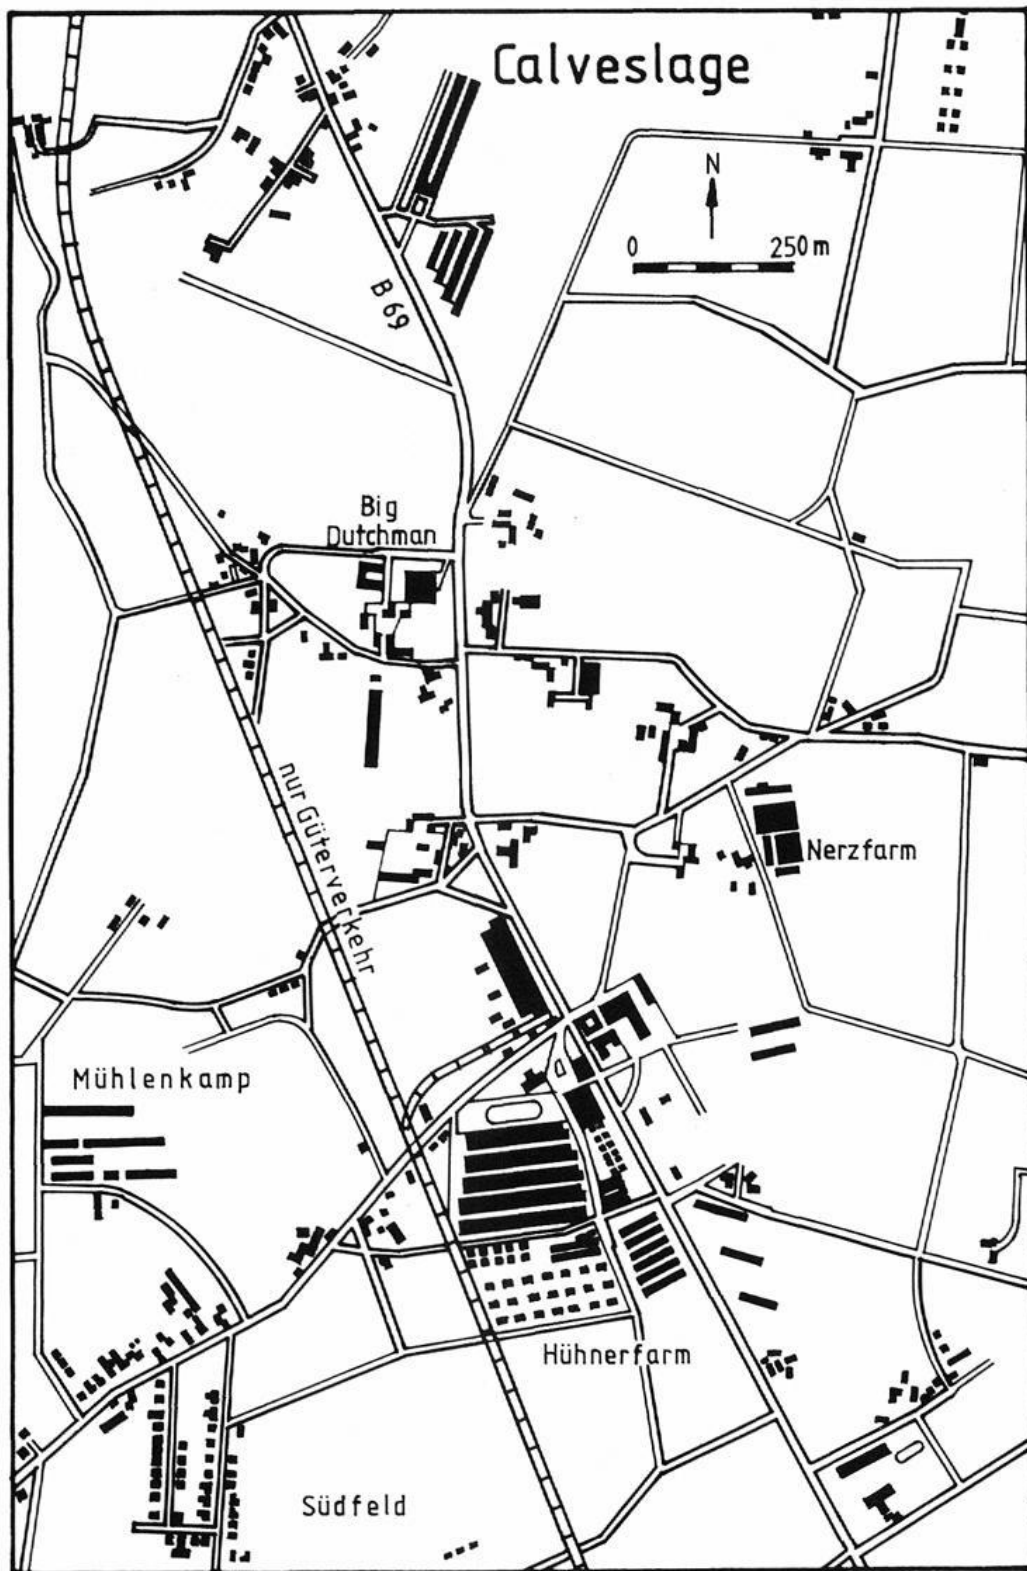 Calveslage
N
0 250 m
B 69
Big
Dutchman
nur Güterverkehr
Nerzfarm
Mühlenkamp
Hühnerfarm
Südfeld